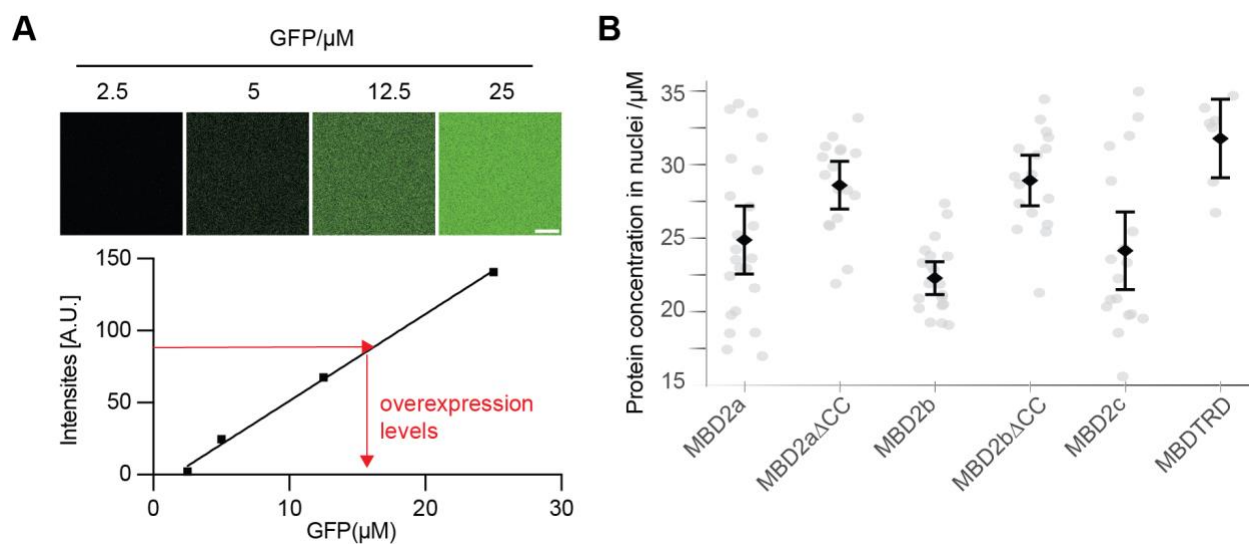 A
GFP/µM
2.5 5 12.5 25
150
100
50
0
Intensites [A.U.]
overexpression
levels
0 10 20 30
GFP(µM)
B
Protein concentration in nuclei /µM
35
30
25
20
15
MBD2a
MBD2aΔCC
MBD2b
MBD2bΔCC
MBD2c
MBDTRD